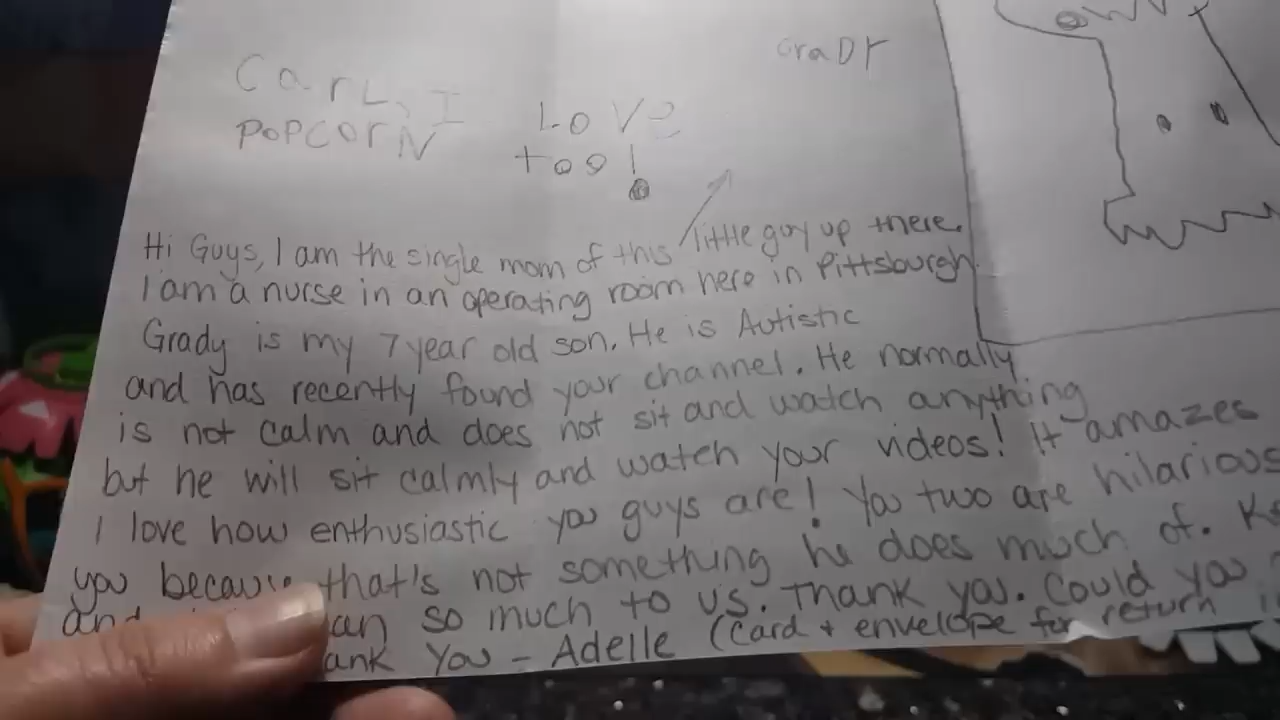 GraDY
CarL, I LOVE
POPCORN too!
Hi Guys, I am the single mom of this little guy up there.
I am a nurse in an operating room here in Pittsburgh.
Grady is my 7 year old son. He is Autistic
and has recently found your channel. He normally
is not calm and does not sit and watch anything
but he will sit calmly and watch your videos! It amazes
I love how enthusiastic you guys are! You two are hilarious
you because that's not something he does much of.
and so much to us. Thank you. Could you
You - Adelle (Card + envelope for return